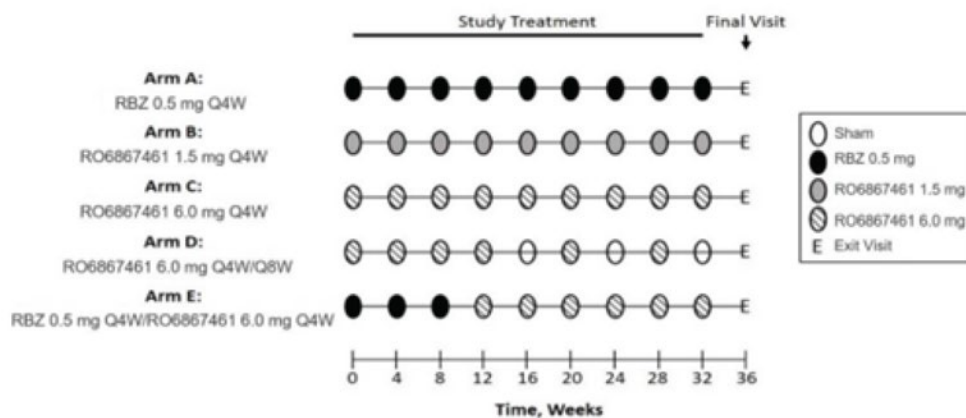 Study Treatment Final Visit
Arm A:
RBZ 0.5 mg Q4W
E
Arm B:
RO6867461 1.5 mg Q4W
E
Arm C:
RO6867461 6.0 mg Q4W
E
Arm D:
RO6867461 6.0 mg Q4W/Q8W
E
Arm E:
RBZ 0.5 mg Q4W/RO6867461 6.0 mg Q4W
E
0 4 8 12 16 20 24 28 32 36
Time, Weeks
Sham
RBZ 0.5 mg
RO6867461 1.5 mg
RO6867461 6.0 mg
E Exit Visit